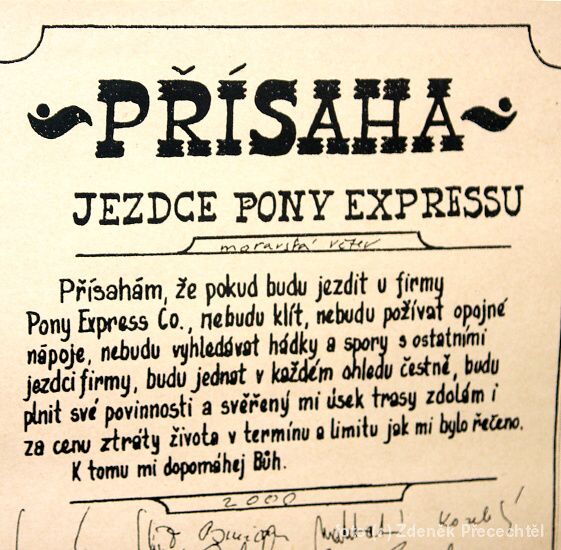 PŘÍSAHA
JEZDCE PONY EXPRESSU
moravská větev
Přísahám, že pokud budu jezdit u firmy
Pony Express Co., nebudu klít, nebudu požívat opojné
nápoje, nebudu vyhledávat hádky a spory s ostatními
jezdci firmy, budu jednat v každém ohledu čestně, budu
plnit své povinnosti a svěřený mi úsek trasy zdolám i
za cenu ztráty života v termínu a limitu jak mi bylo řečeno.
K tomu mi dopomáhej Bůh.
2000
Zdeněk Přecechtěl